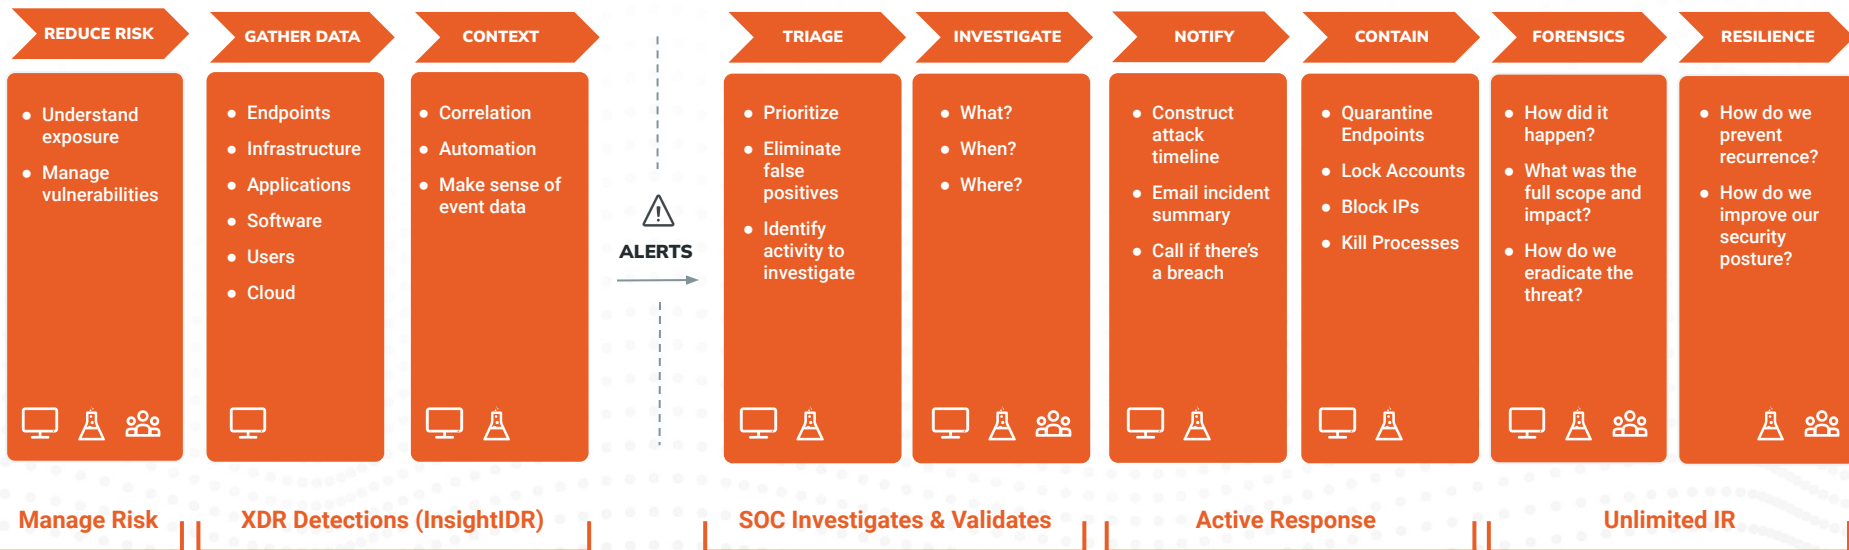 REDUCE RISK
Understand
exposure
Manage
vulnerabilities
GATHER DATA
Endpoints
Infrastructure
Applications
Software
Users
Cloud
CONTEXT
Correlation
Automation
Make sense of
event data
ALERTS
TRIAGE
Prioritize
Eliminate
false
positives
Identify
activity to
investigate
INVESTIGATE
What?
When?
Where?
NOTIFY
Construct
attack
timeline
Email incident
summary
Call if there's
a breach
CONTAIN
Quarantine
Endpoints
Lock Accounts
Block IPs
Kill Processes
FORENSICS
How did it
happen?
What was the
full scope and
impact?
How do we
eradicate the
threat?
RESILIENCE
How do we
prevent
recurrence?
How do we
improve our
security
posture?
Manage Risk
XDR Detections (InsightIDR)
SOC Investigates & Validates
Active Response
Unlimited IR